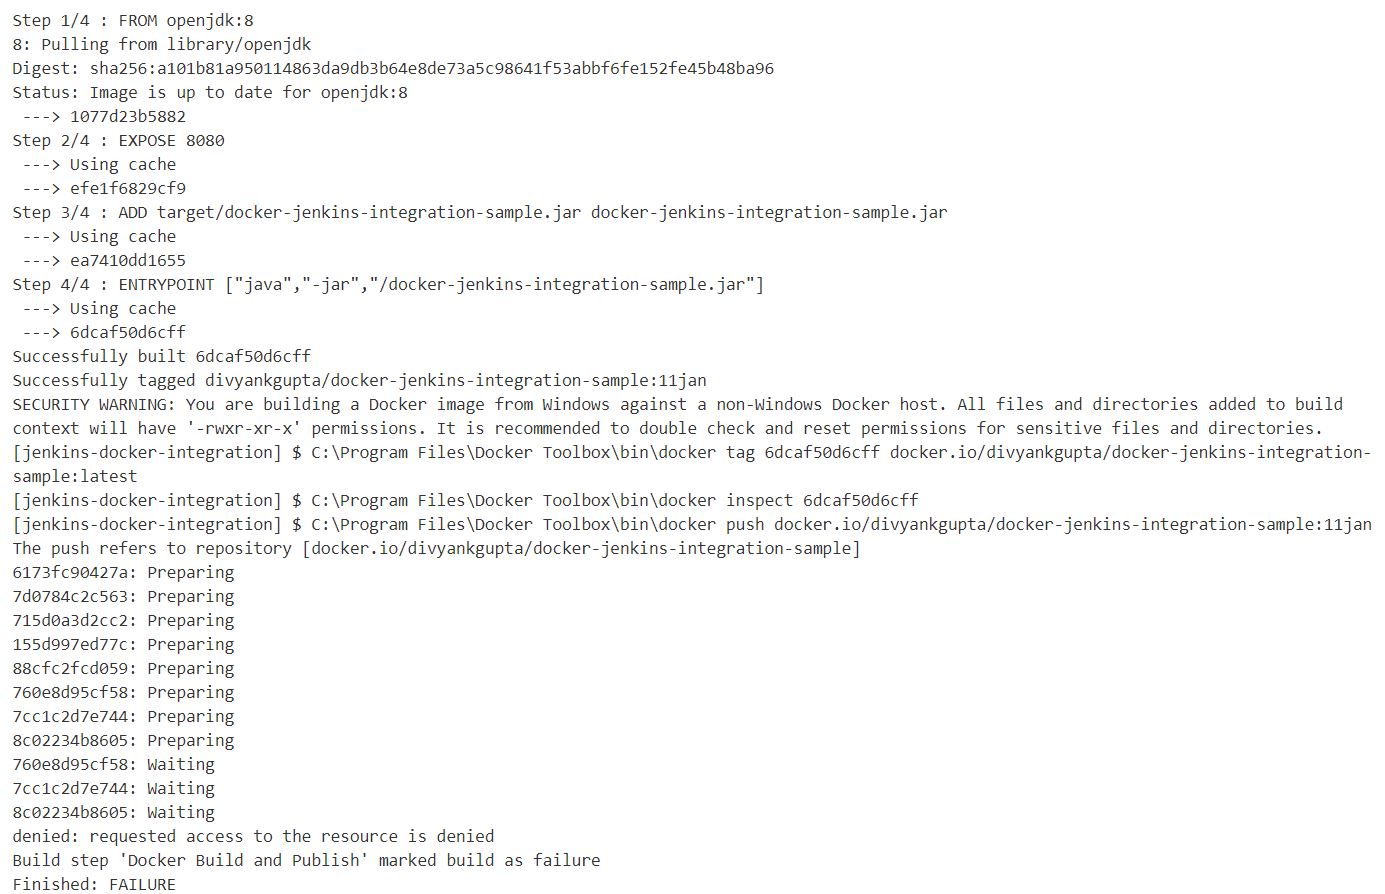 Step 1/4 : FROM openjdk:8
8: Pulling from library/openjdk
Digest: sha256:a101b81a950114863da9db3b64e8de73a5c98641f53abbf6fe152fe45b48ba96
Status: Image is up to date for openjdk:8
 ---> 1077d23b5882
Step 2/4 : EXPOSE 8080
 ---> Using cache
 ---> efe1f6829cf9
Step 3/4 : ADD target/docker-jenkins-integration-sample.jar docker-jenkins-integration-sample.jar
 ---> Using cache
 ---> ea7410dd1655
Step 4/4 : ENTRYPOINT ["java","-jar","/docker-jenkins-integration-sample.jar"]
 ---> Using cache
 ---> 6dcaf50d6cff
Successfully built 6dcaf50d6cff
Successfully tagged divyankgupta/docker-jenkins-integration-sample:11jan
SECURITY WARNING: You are building a Docker image from Windows against a non-Windows Docker host. All files and directories added to build
context will have '-rwxr-xr-x' permissions. It is recommended to double check and reset permissions for sensitive files and directories.
[jenkins-docker-integration] $ C:\Program Files\Docker Toolbox\bin\docker tag 6dcaf50d6cff docker.io/divyankgupta/docker-jenkins-integration-
sample:latest
[jenkins-docker-integration] $ C:\Program Files\Docker Toolbox\bin\docker inspect 6dcaf50d6cff
[jenkins-docker-integration] $ C:\Program Files\Docker Toolbox\bin\docker push docker.io/divyankgupta/docker-jenkins-integration-sample:11jan
The push refers to repository [docker.io/divyankgupta/docker-jenkins-integration-sample]
6173fc90427a: Preparing
7d0784c2c563: Preparing
715d0a3d2cc2: Preparing
155d997ed77c: Preparing
88cfc2fcd059: Preparing
760e8d95cf58: Preparing
7cc1c2d7e744: Preparing
8c02234b8605: Preparing
760e8d95cf58: Waiting
7cc1c2d7e744: Waiting
8c02234b8605: Waiting
denied: requested access to the resource is denied
Build step 'Docker Build and Publish' marked build as failure
Finished: FAILURE